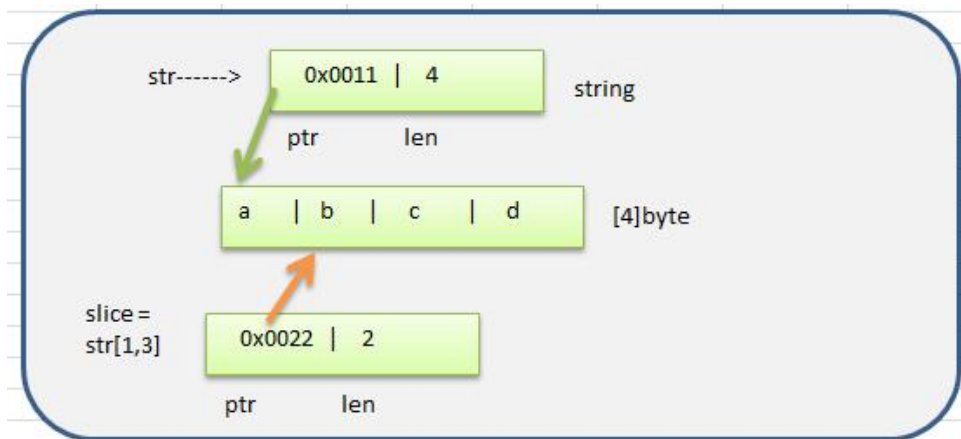 str------> 0x0011 | 4 string
ptr len
a | b | c | d [4]byte
slice =
str[1,3] 0x0022 | 2
ptr len